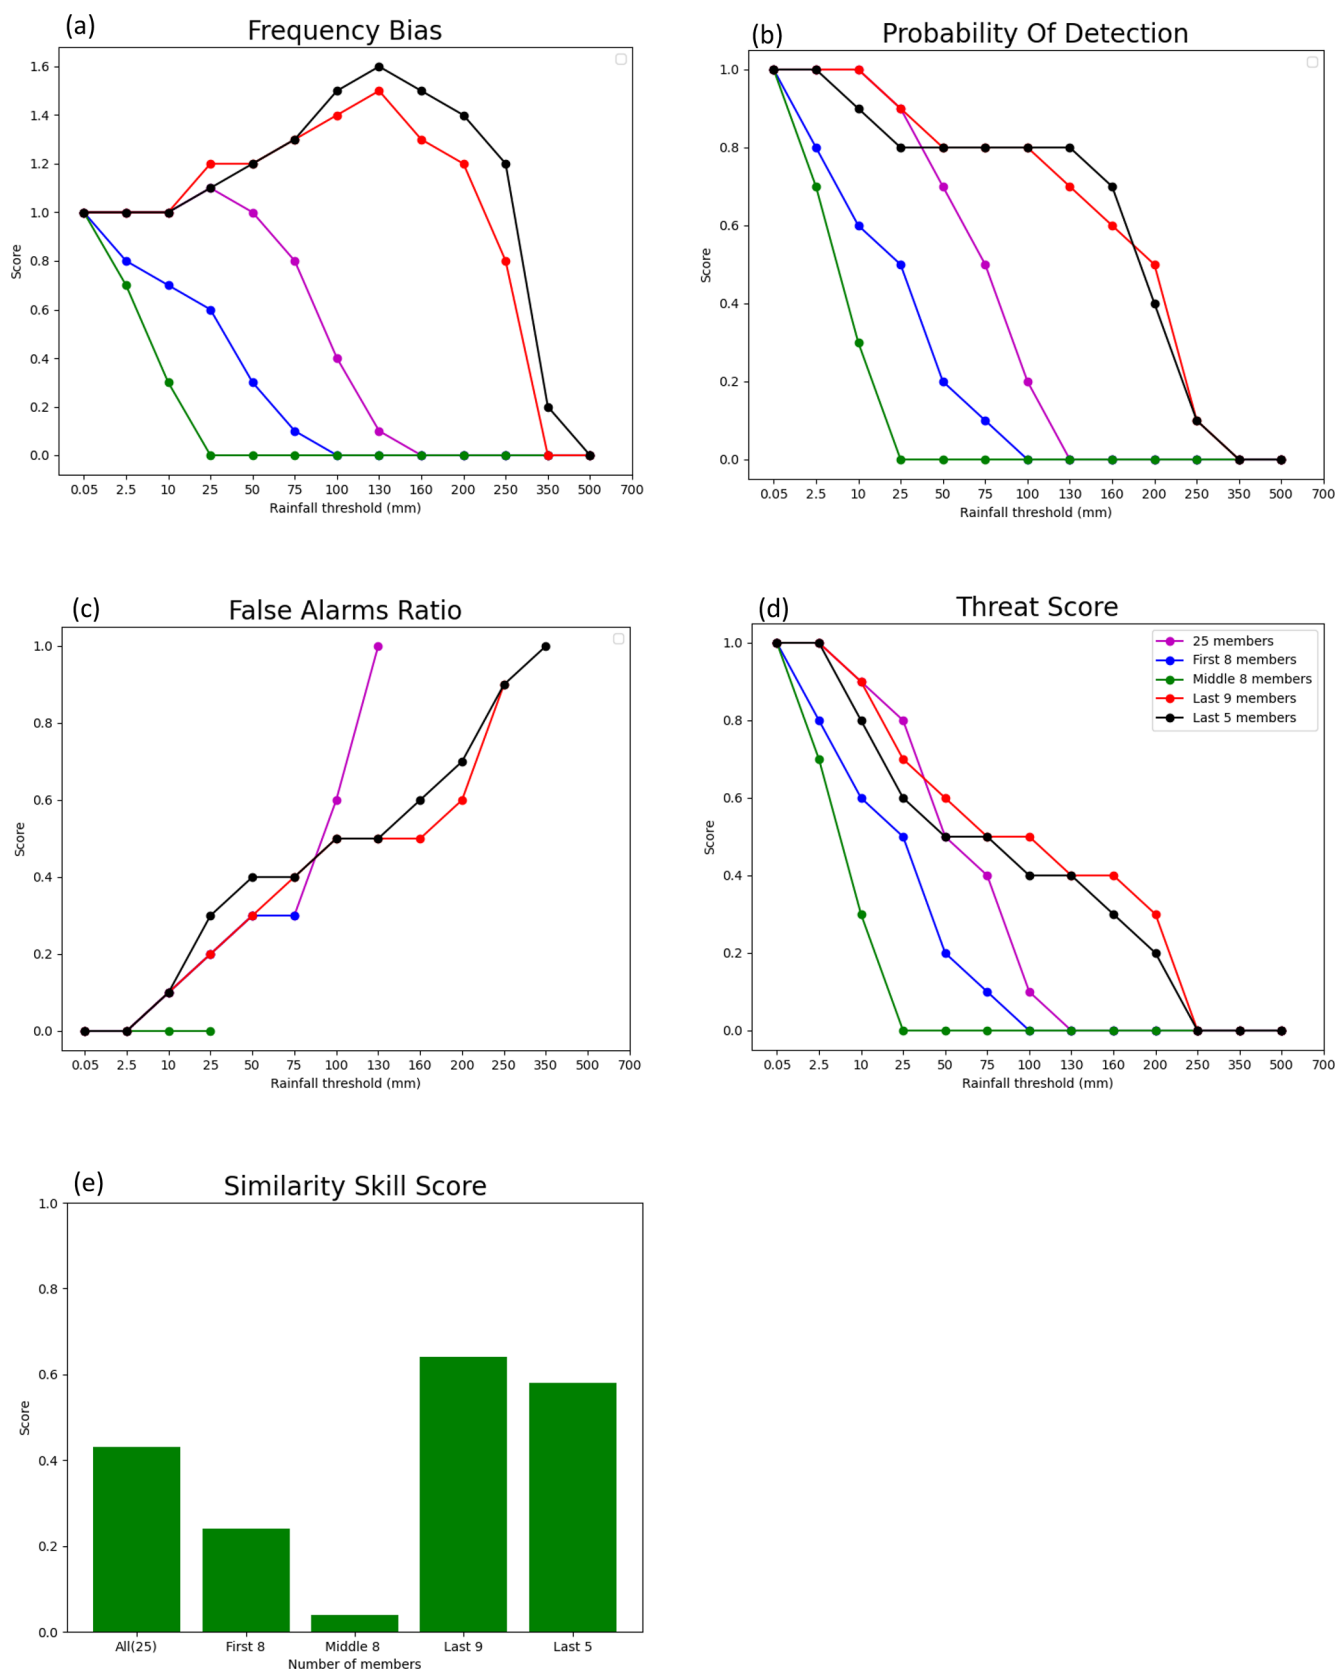 (a)
Frequency Bias
1.6
1.4
1.2
1.0
0.8
0.6
0.4
0.2
0.0
Score
0.05 2.5 10 25 50 75 100 130 160 200 250 350 500 700
Rainfall threshold (mm)
(b)
Probability Of Detection
1.0
0.8
0.6
0.4
0.2
0.0
Score
0.05 2.5 10 25 50 75 100 130 160 200 250 350 500 700
Rainfall threshold (mm)
(c)
False Alarms Ratio
1.0
0.8
0.6
0.4
0.2
0.0
Score
0.05 2.5 10 25 50 75 100 130 160 200 250 350 500 700
Rainfall threshold (mm)
(d)
Threat Score
25 members
First 8 members
Middle 8 members
Last 9 members
Last 5 members
1.0
0.8
0.6
0.4
0.2
0.0
Score
0.05 2.5 10 25 50 75 100 130 160 200 250 350 500 700
Rainfall threshold (mm)
(e)
Similarity Skill Score
1.0
0.8
0.6
0.4
0.2
0.0
Score
All(25) First 8 Middle 8 Last 9 Last 5
Number of members